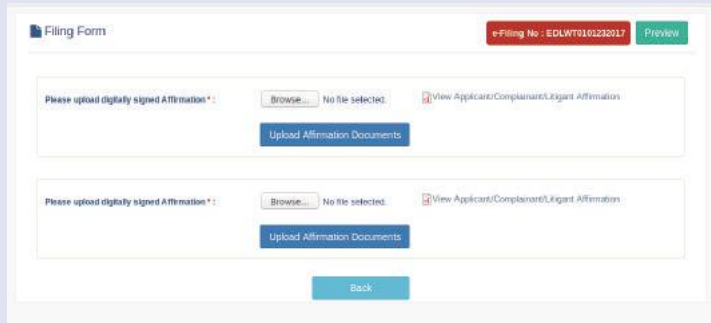 Filing Form
e-Filing No : EDLWT0101232017
Preview
Please upload digitally signed Affirmation * :
Browse... No file selected.
View Applicant/Complainant/Litigant Affirmation
Upload Affirmation Documents
Please upload digitally signed Affirmation * :
Browse... No file selected.
View Applicant/Complainant/Litigant Affirmation
Upload Affirmation Documents
Back